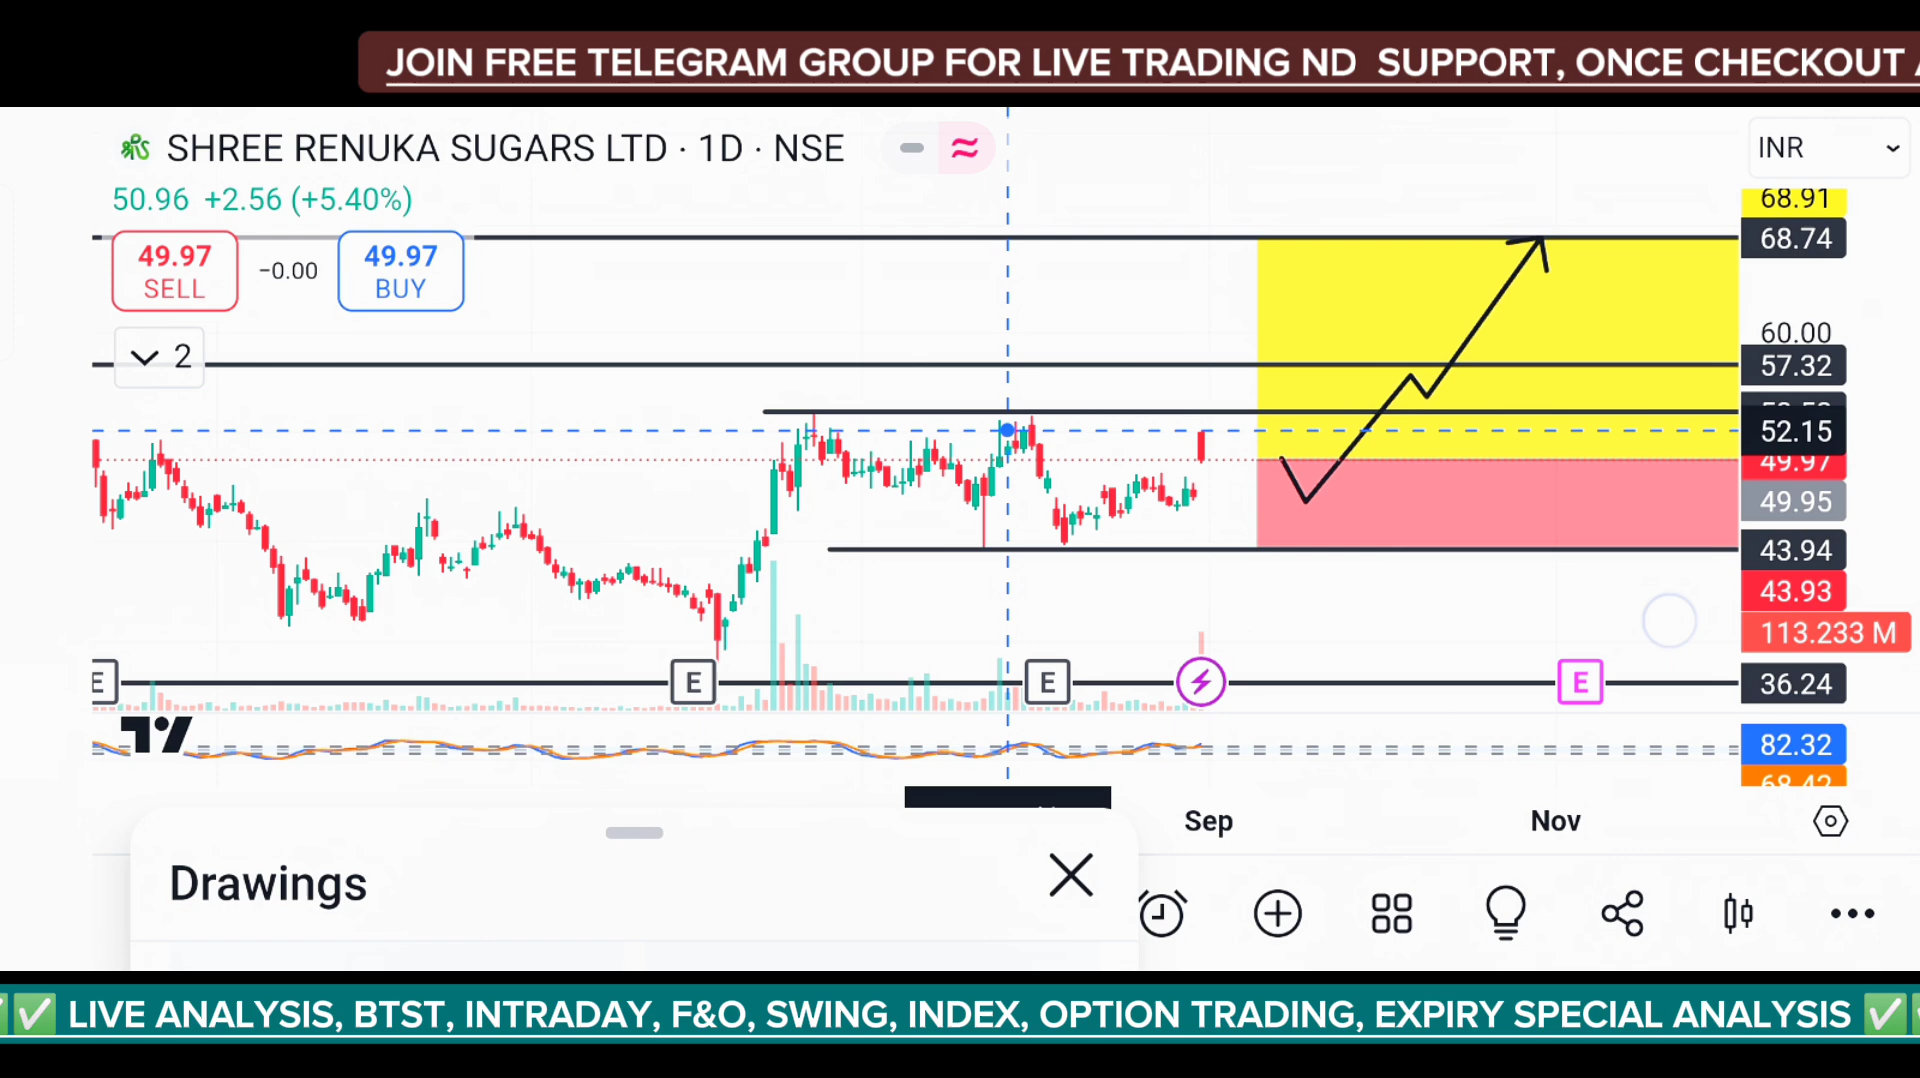 JOIN FREE TELEGRAM GROUP FOR LIVE TRADING ND SUPPORT, ONCE CHECKOUT
SHREE RENUKA SUGARS LTD · 1D · NSE
INR
50.96 +2.56 (+5.40%)
68.91
68.74
49.97
SELL
−0.00
49.97
BUY
2
60.00
57.32
52.15
49.97
49.95
43.94
43.93
113.233 M
E
E
E
E
36.24
82.32
68.42
Sep
Nov
Drawings
✅ LIVE ANALYSIS, BTST, INTRADAY, F&O, SWING, INDEX, OPTION TRADING, EXPIRY SPECIAL ANALYSIS ✅